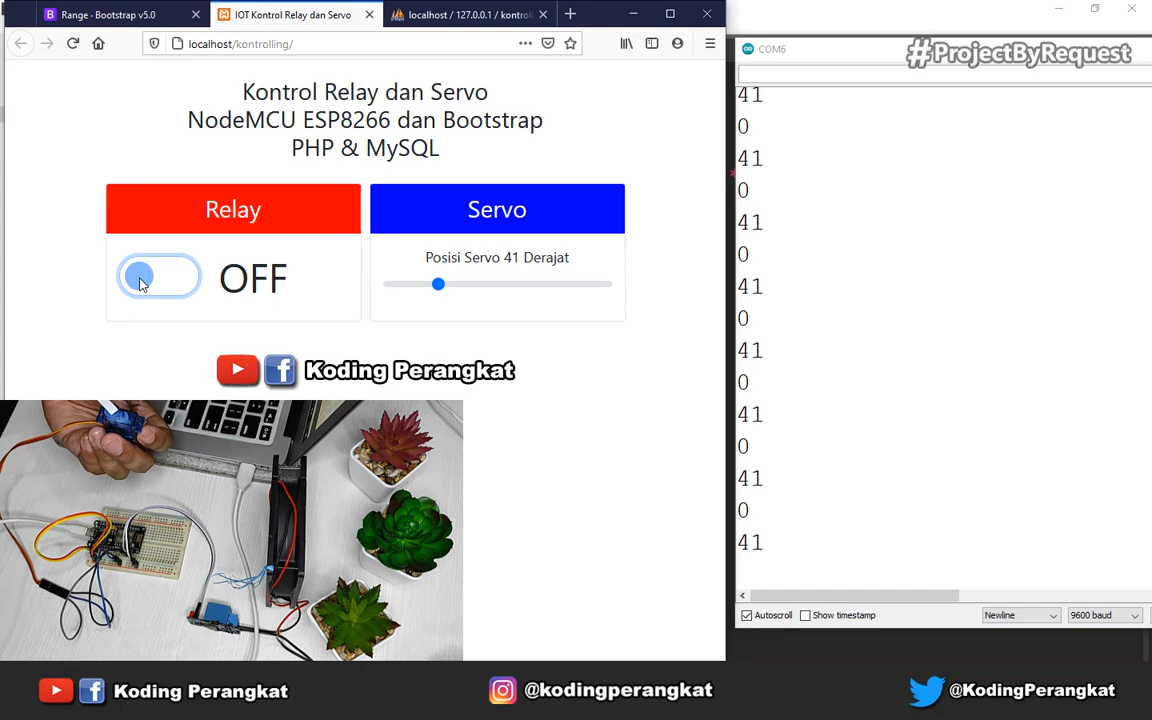 Range - Bootstrap v5.0
IOT Kontrol Relay dan Servo
localhost / 127.0.0.1 / kontroll
localhost/kontrolling/
Kontrol Relay dan Servo
NodeMCU ESP8266 dan Bootstrap
PHP & MySQL
Relay
Servo
OFF
Posisi Servo 41 Derajat
Koding Perangkat
COM6
#ProjectByRequest
41
0
41
0
41
0
41
0
41
0
41
0
41
0
41
Autoscroll
Show timestamp
Newline
9600 baud
Koding Perangkat
@kodingperangkat
@KodingPerangkat